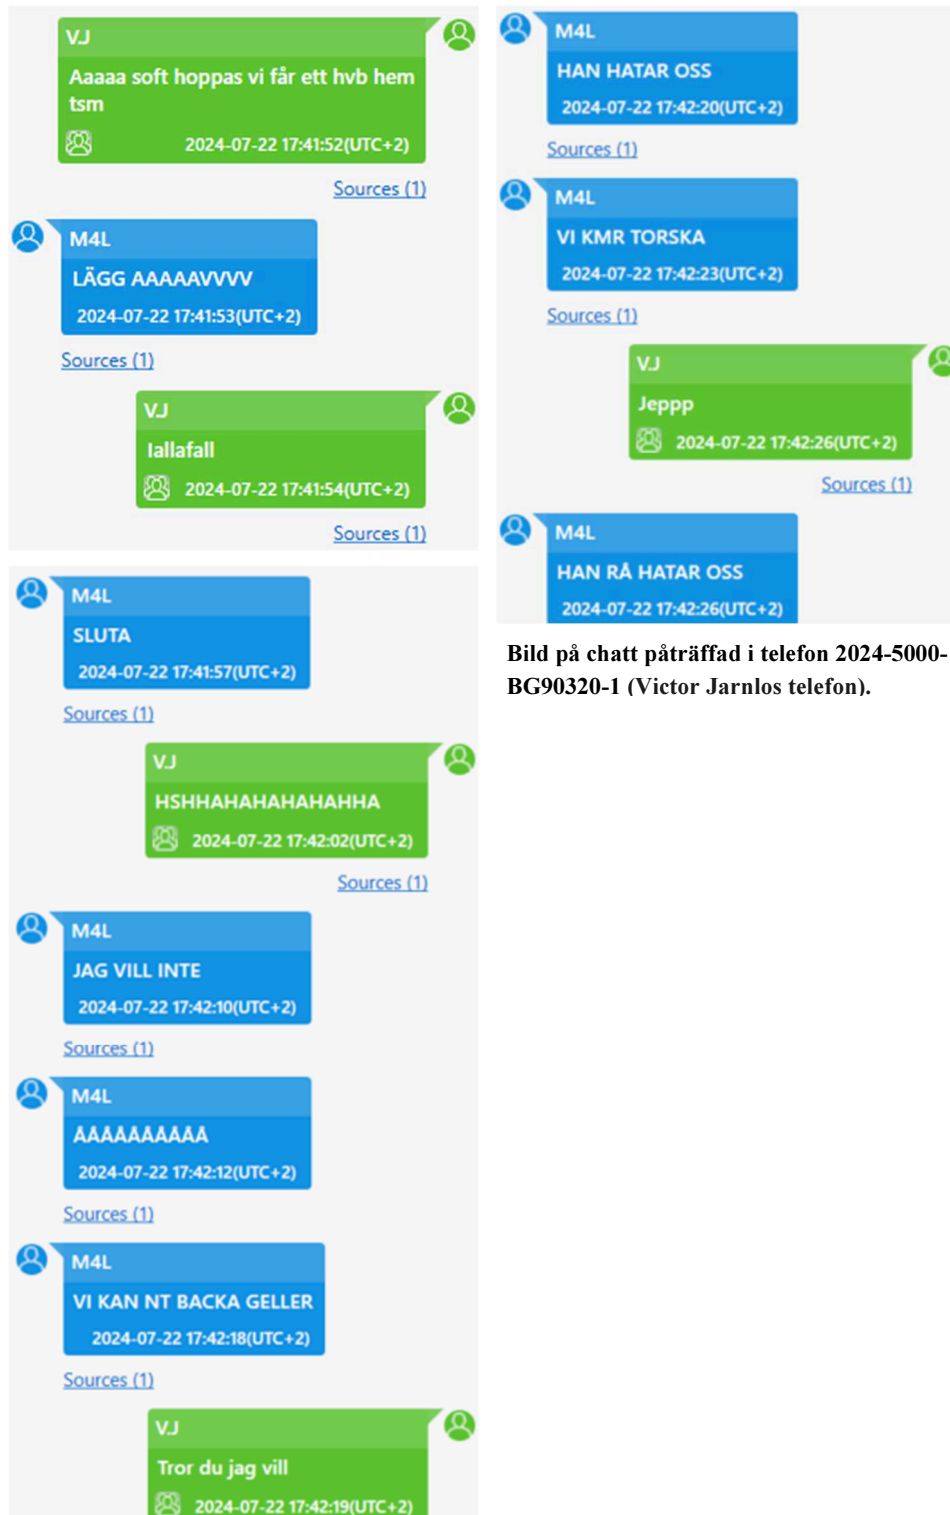 V.J
Aaaaa soft hoppas vi får ett hvb hem
tsm
2024-07-22 17:41:52(UTC+2)
Sources (1)
M4L
LÄGG AAAAAVVVV
2024-07-22 17:41:53(UTC+2)
Sources (1)
V.J
Iallafall
2024-07-22 17:41:54(UTC+2)
Sources (1)
M4L
SLUTA
2024-07-22 17:41:57(UTC+2)
Sources (1)
V.J
HSHHAHAHAHAHAHHA
2024-07-22 17:42:02(UTC+2)
Sources (1)
M4L
JAG VILL INTE
2024-07-22 17:42:10(UTC+2)
Sources (1)
M4L
ÅÅÅÅÅÅÅÅÅÅ
2024-07-22 17:42:12(UTC+2)
Sources (1)
M4L
VI KAN NT BACKA GELLER
2024-07-22 17:42:18(UTC+2)
Sources (1)
V.J
Tror du jag vill
2024-07-22 17:42:19(UTC+2)
M4L
HAN HATAR OSS
2024-07-22 17:42:20(UTC+2)
Sources (1)
M4L
VI KMR TORSKA
2024-07-22 17:42:23(UTC+2)
Sources (1)
V.J
Jeppp
2024-07-22 17:42:26(UTC+2)
Sources (1)
M4L
HAN RÅ HATAR OSS
2024-07-22 17:42:26(UTC+2)
Bild på chatt påträffad i telefon 2024-5000-
BG90320-1 (Victor Jarnlos telefon).